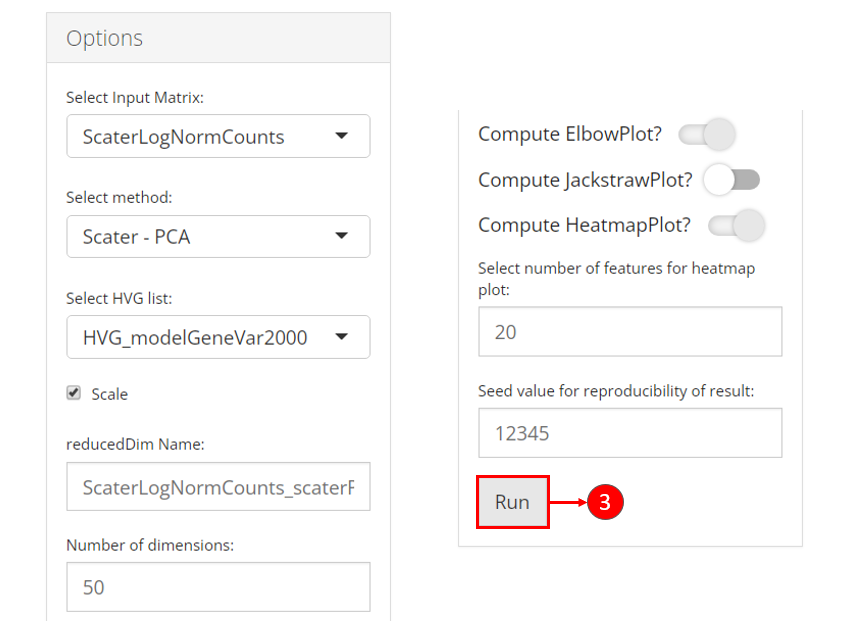 Options
Select Input Matrix:
ScaterLogNormCounts
Select method:
Scater - PCA
Select HVG list:
HVG_modelGeneVar2000
Scale
reducedDim Name:
ScaterLogNormCounts_scaterP
Number of dimensions:
50
Compute ElbowPlot?
Compute JackstrawPlot?
Compute HeatmapPlot?
Select number of features for heatmap
plot:
20
Seed value for reproducibility of result:
12345
Run
3